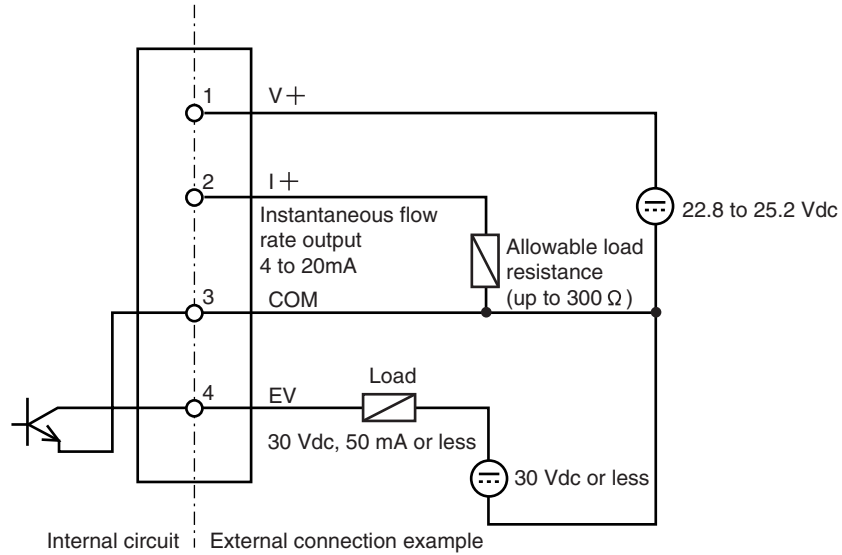 1
V+
2
I+
Instantaneous flow
rate output
4 to 20mA
22.8 to 25.2 Vdc
Allowable load
resistance
(up to 300 Ω)
3
COM
4
EV
Load
30 Vdc, 50 mA or less
30 Vdc or less
Internal circuit
External connection example